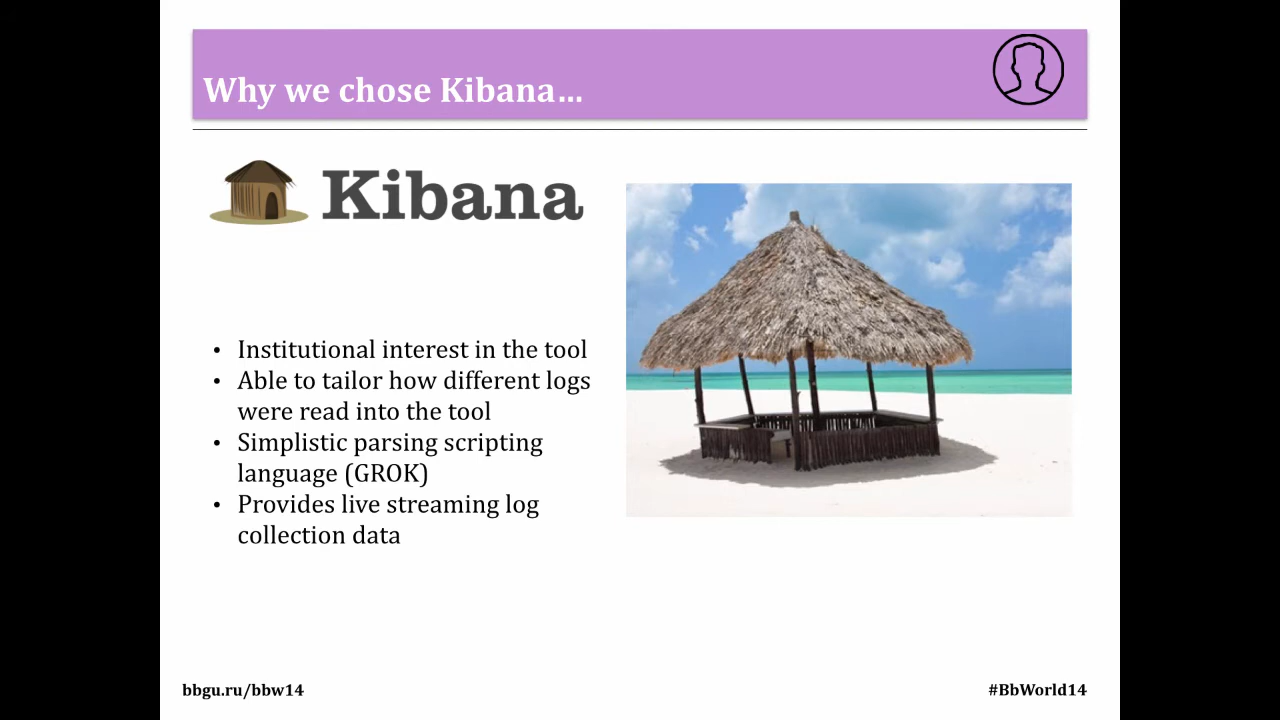 Why we chose Kibana…
Kibana
• Institutional interest in the tool
• Able to tailor how different logs
were read into the tool
• Simplistic parsing scripting
language (GROK)
• Provides live streaming log
collection data
bbgu.ru/bbw14
#BbWorld14